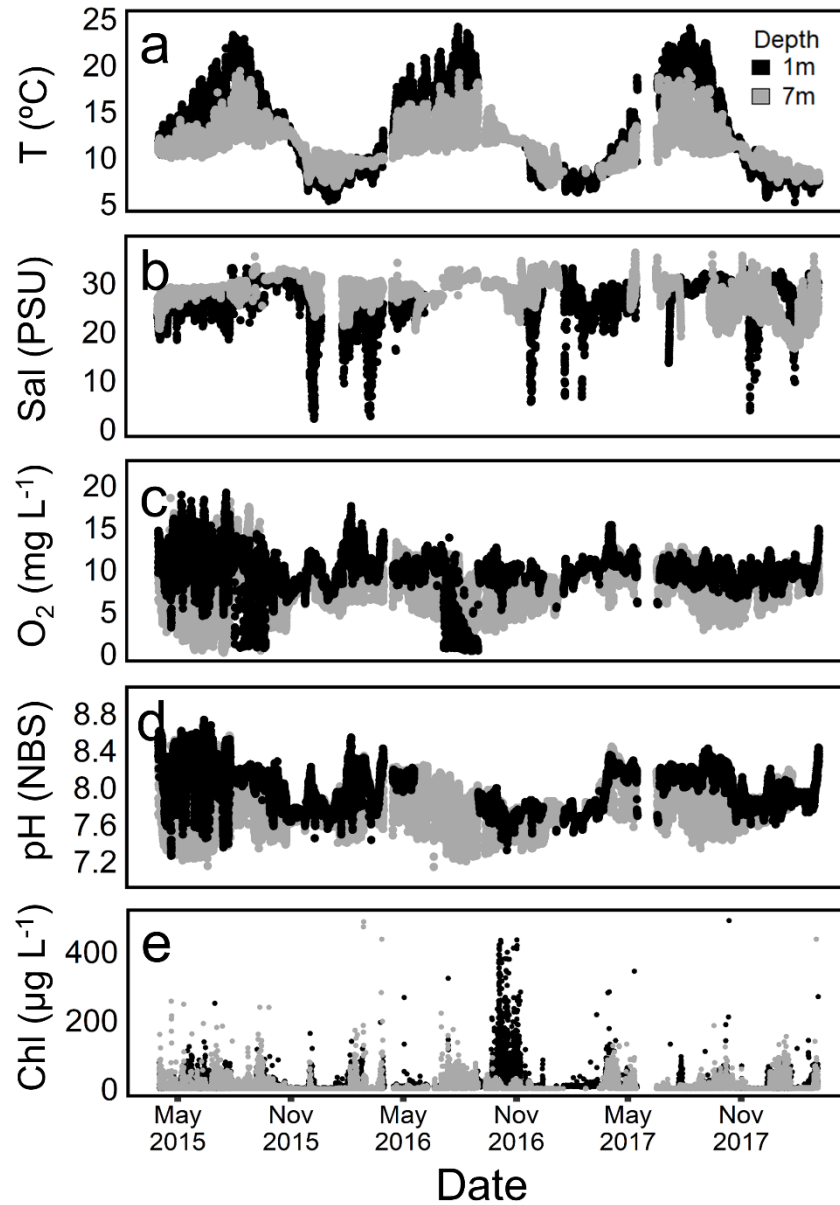 a
T (ºC)
25
20
15
10
5
Depth
1m
7m
b
Sal (PSU)
30
20
10
0
c
O₂ (mg L⁻¹)
20
15
10
5
0
d
pH (NBS)
8.8
8.4
8.0
7.6
7.2
e
Chl (µg L⁻¹)
400
200
0
May Nov May Nov May Nov
2015 2015 2016 2016 2017 2017
Date